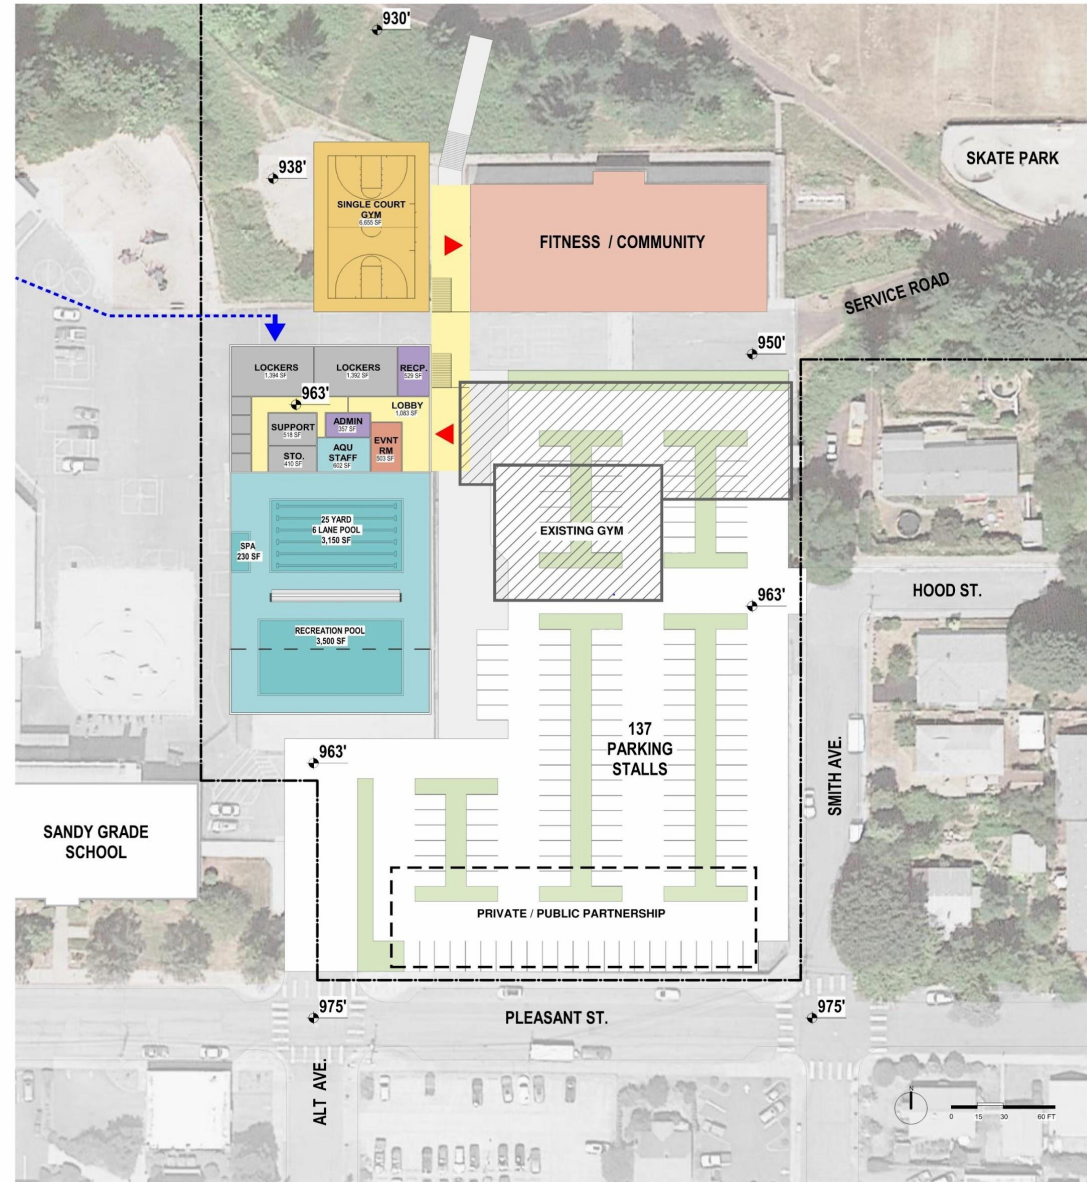 930'
SKATE PARK
938'
SINGLE COURT
GYM
6,655 SF
FITNESS / COMMUNITY
SERVICE ROAD
950'
LOCKERS
1,394 SF
LOCKERS
1,392 SF
RECP.
529 SF
963'
LOBBY
1,083 SF
SUPPORT
518 SF
ADMIN
357 SF
STO.
410 SF
AQU
STAFF
602 SF
EVNT
RM
503 SF
25 YARD
6 LANE POOL
3,150 SF
SPA
230 SF
EXISTING GYM
HOOD ST.
963'
RECREATION POOL
3,500 SF
137
PARKING
STALLS
963'
SMITH AVE.
SANDY GRADE
SCHOOL
PRIVATE / PUBLIC PARTNERSHIP
975'
PLEASANT ST.
975'
ALT AVE.
N
0 15 30 60 FT